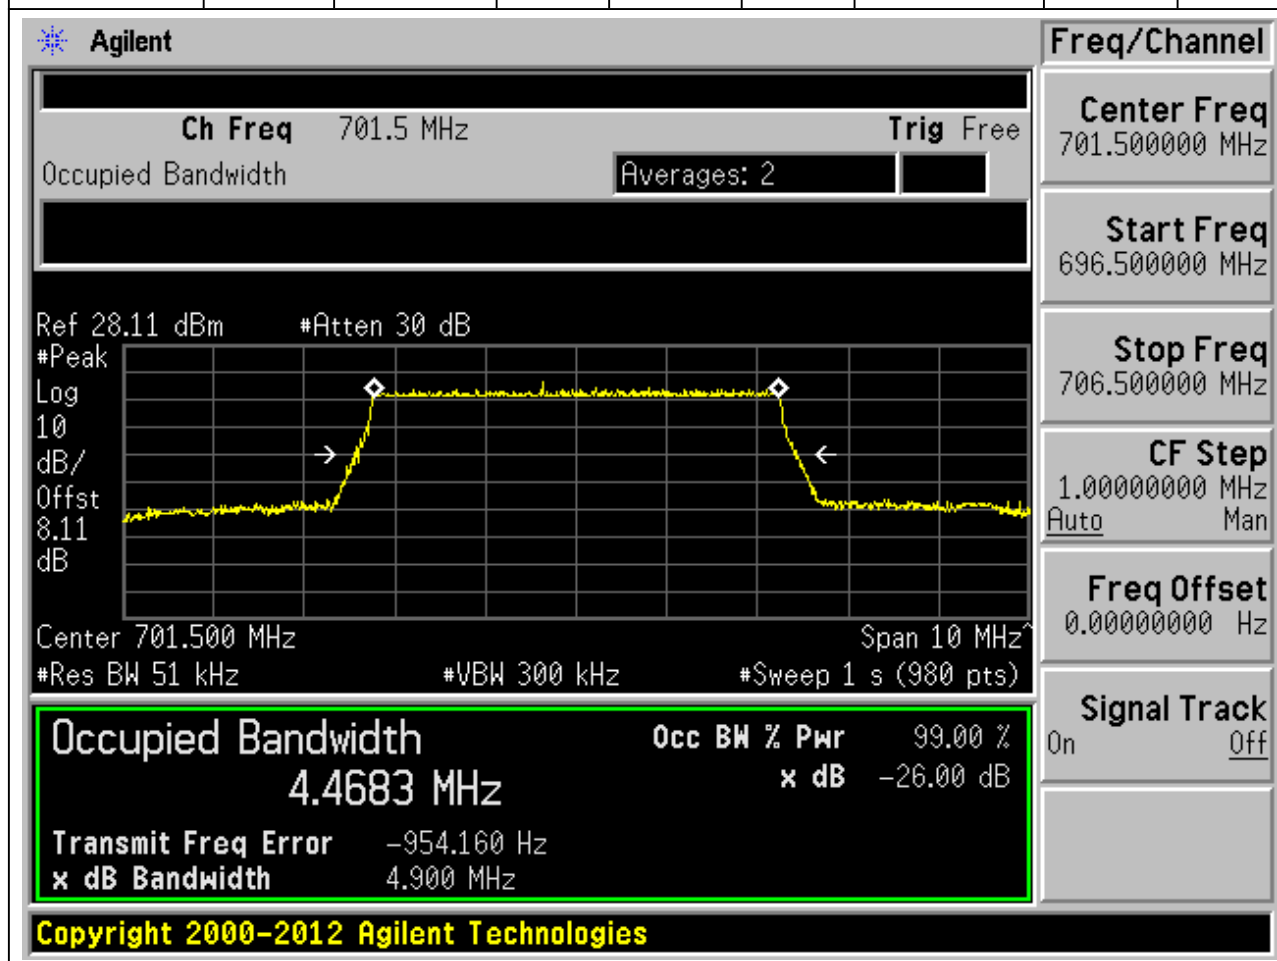 Agilent
Freq/Channel
Ch Freq 701.5 MHz Trig Free
Occupied Bandwidth Averages: 2
Center Freq
701.500000 MHz
Start Freq
696.500000 MHz
Stop Freq
706.500000 MHz
CF Step
1.00000000 MHz
Auto Man
Freq Offset
0.00000000 Hz
Signal Track
On Off
Ref 28.11 dBm #Atten 30 dB
#Peak
Log
10
dB/
Offst
8.11
dB
Center 701.500 MHz Span 10 MHz^
#Res BW 51 kHz #VBW 300 kHz #Sweep 1 s (980 pts)
Occupied Bandwidth Occ BW % Pwr 99.00 %
4.4683 MHz x dB -26.00 dB
Transmit Freq Error -954.160 Hz
x dB Bandwidth 4.900 MHz
Copyright 2000-2012 Agilent Technologies